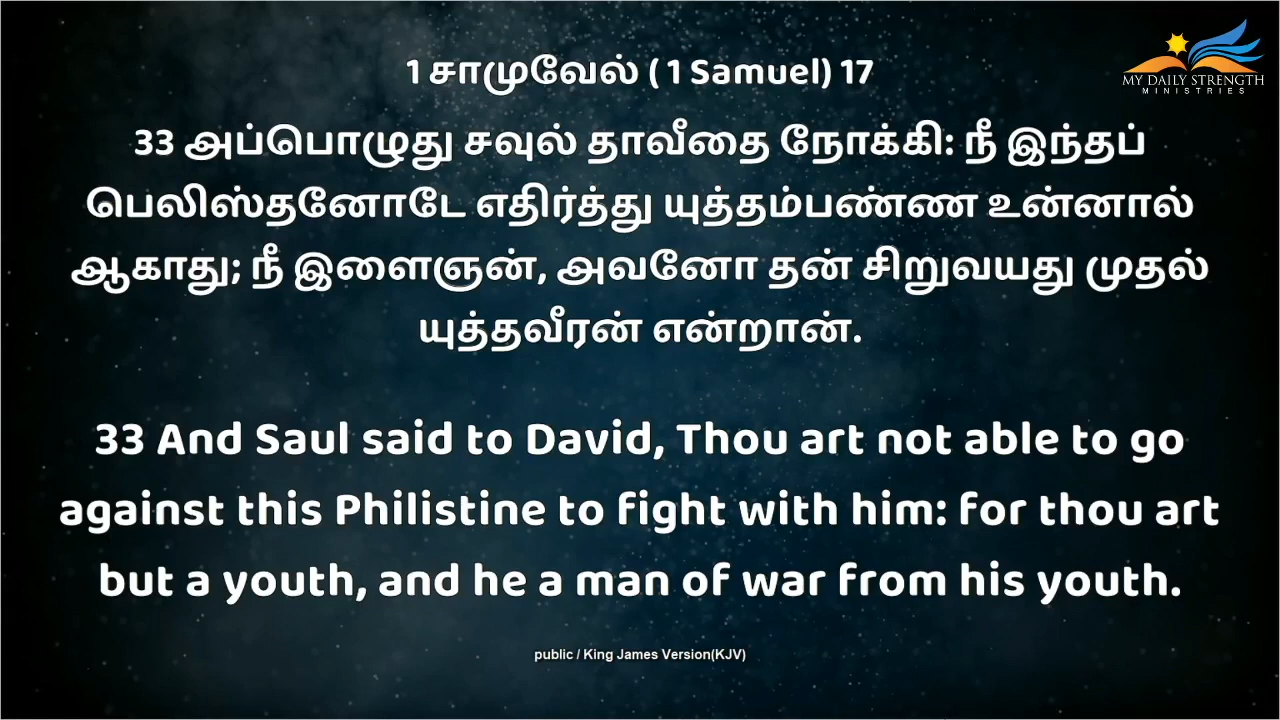 1 சாமுவேல் ( 1 Samuel) 17
MY DAILY STRENGTH
MINISTRIES
33 அப்பொழுது சவுல் தாவீதை நோக்கி: நீ இந்தப்
பெலிஸ்தனோடே எதிர்த்து யுத்தம்பண்ண உன்னால்
ஆகாது; நீ இளைஞன், அவனோ தன் சிறுவயது முதல்
யுத்தவீரன் என்றான்.
33 And Saul said to David, Thou art not able to go
against this Philistine to fight with him: for thou art
but a youth, and he a man of war from his youth.
public / King James Version(KJV)